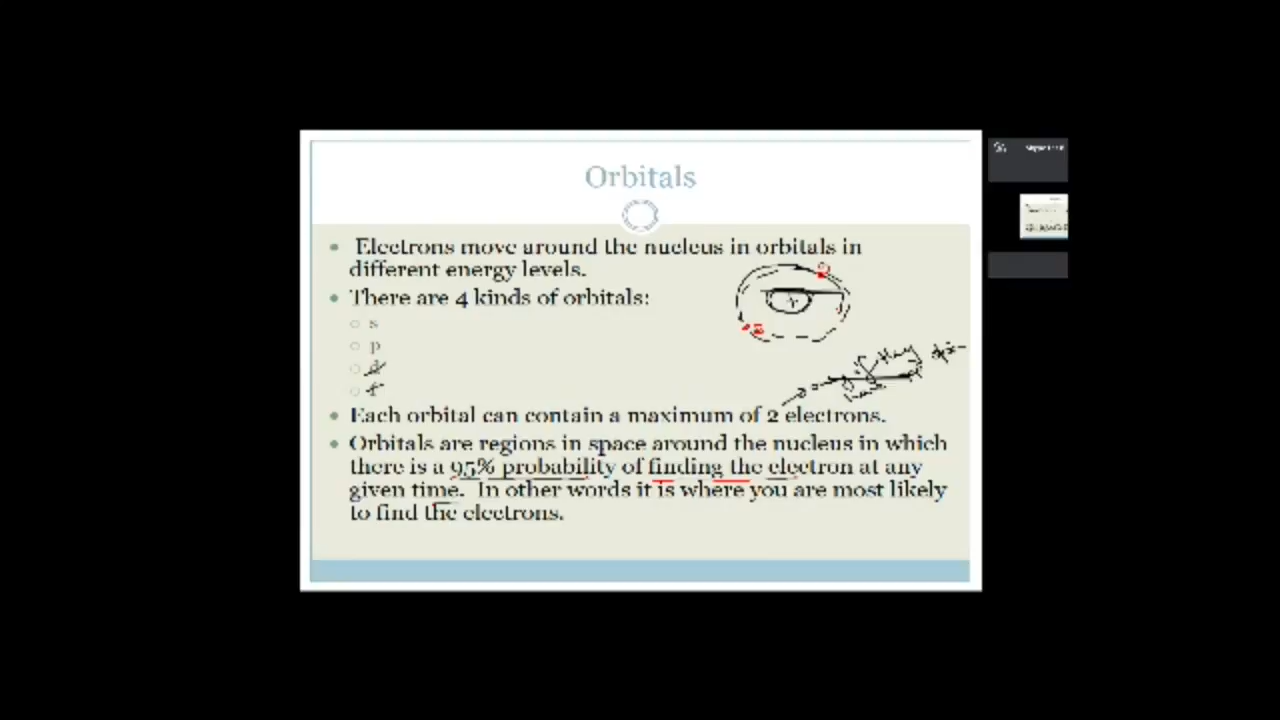 Orbitals
Electrons move around the nucleus in orbitals in
different energy levels.
There are 4 kinds of orbitals:
s
p
d
f
Each orbital can contain a maximum of 2 electrons.
Orbitals are regions in space around the nucleus in which
there is a 95% probability of finding the electron at any
given time. In other words it is where you are most likely
to find the electrons.